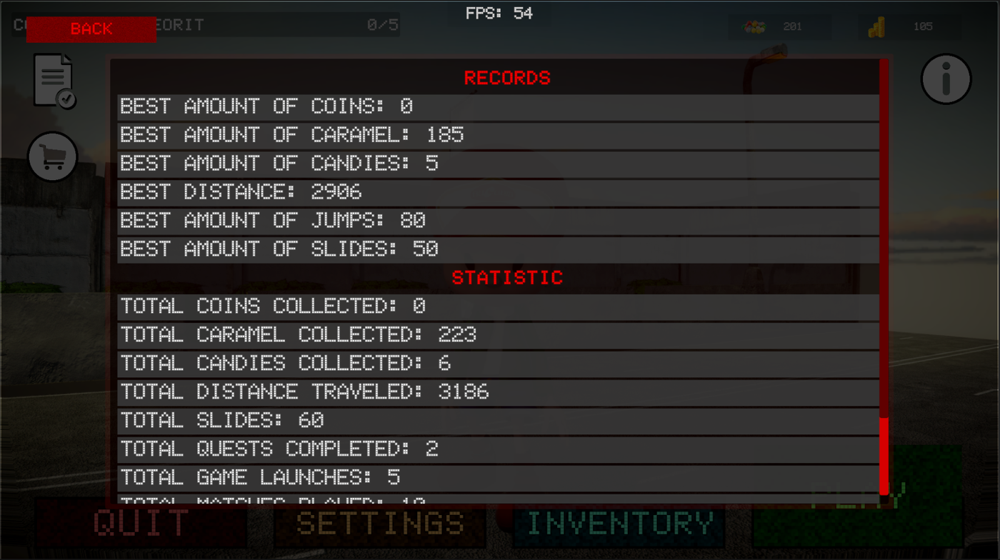 FPS: 54
BACK
EORIT
0/5
201
105
RECORDS
BEST AMOUNT OF COINS: 0
BEST AMOUNT OF CARAMEL: 185
BEST AMOUNT OF CANDIES: 5
BEST DISTANCE: 2906
BEST AMOUNT OF JUMPS: 80
BEST AMOUNT OF SLIDES: 50
STATISTIC
TOTAL COINS COLLECTED: 0
TOTAL CARAMEL COLLECTED: 223
TOTAL CANDIES COLLECTED: 6
TOTAL DISTANCE TRAVELED: 3186
TOTAL SLIDES: 60
TOTAL QUESTS COMPLETED: 2
TOTAL GAME LAUNCHES: 5
TOTAL MATCHES PLAYED:
PLAY
QUIT
SETTINGS
INVENTORY